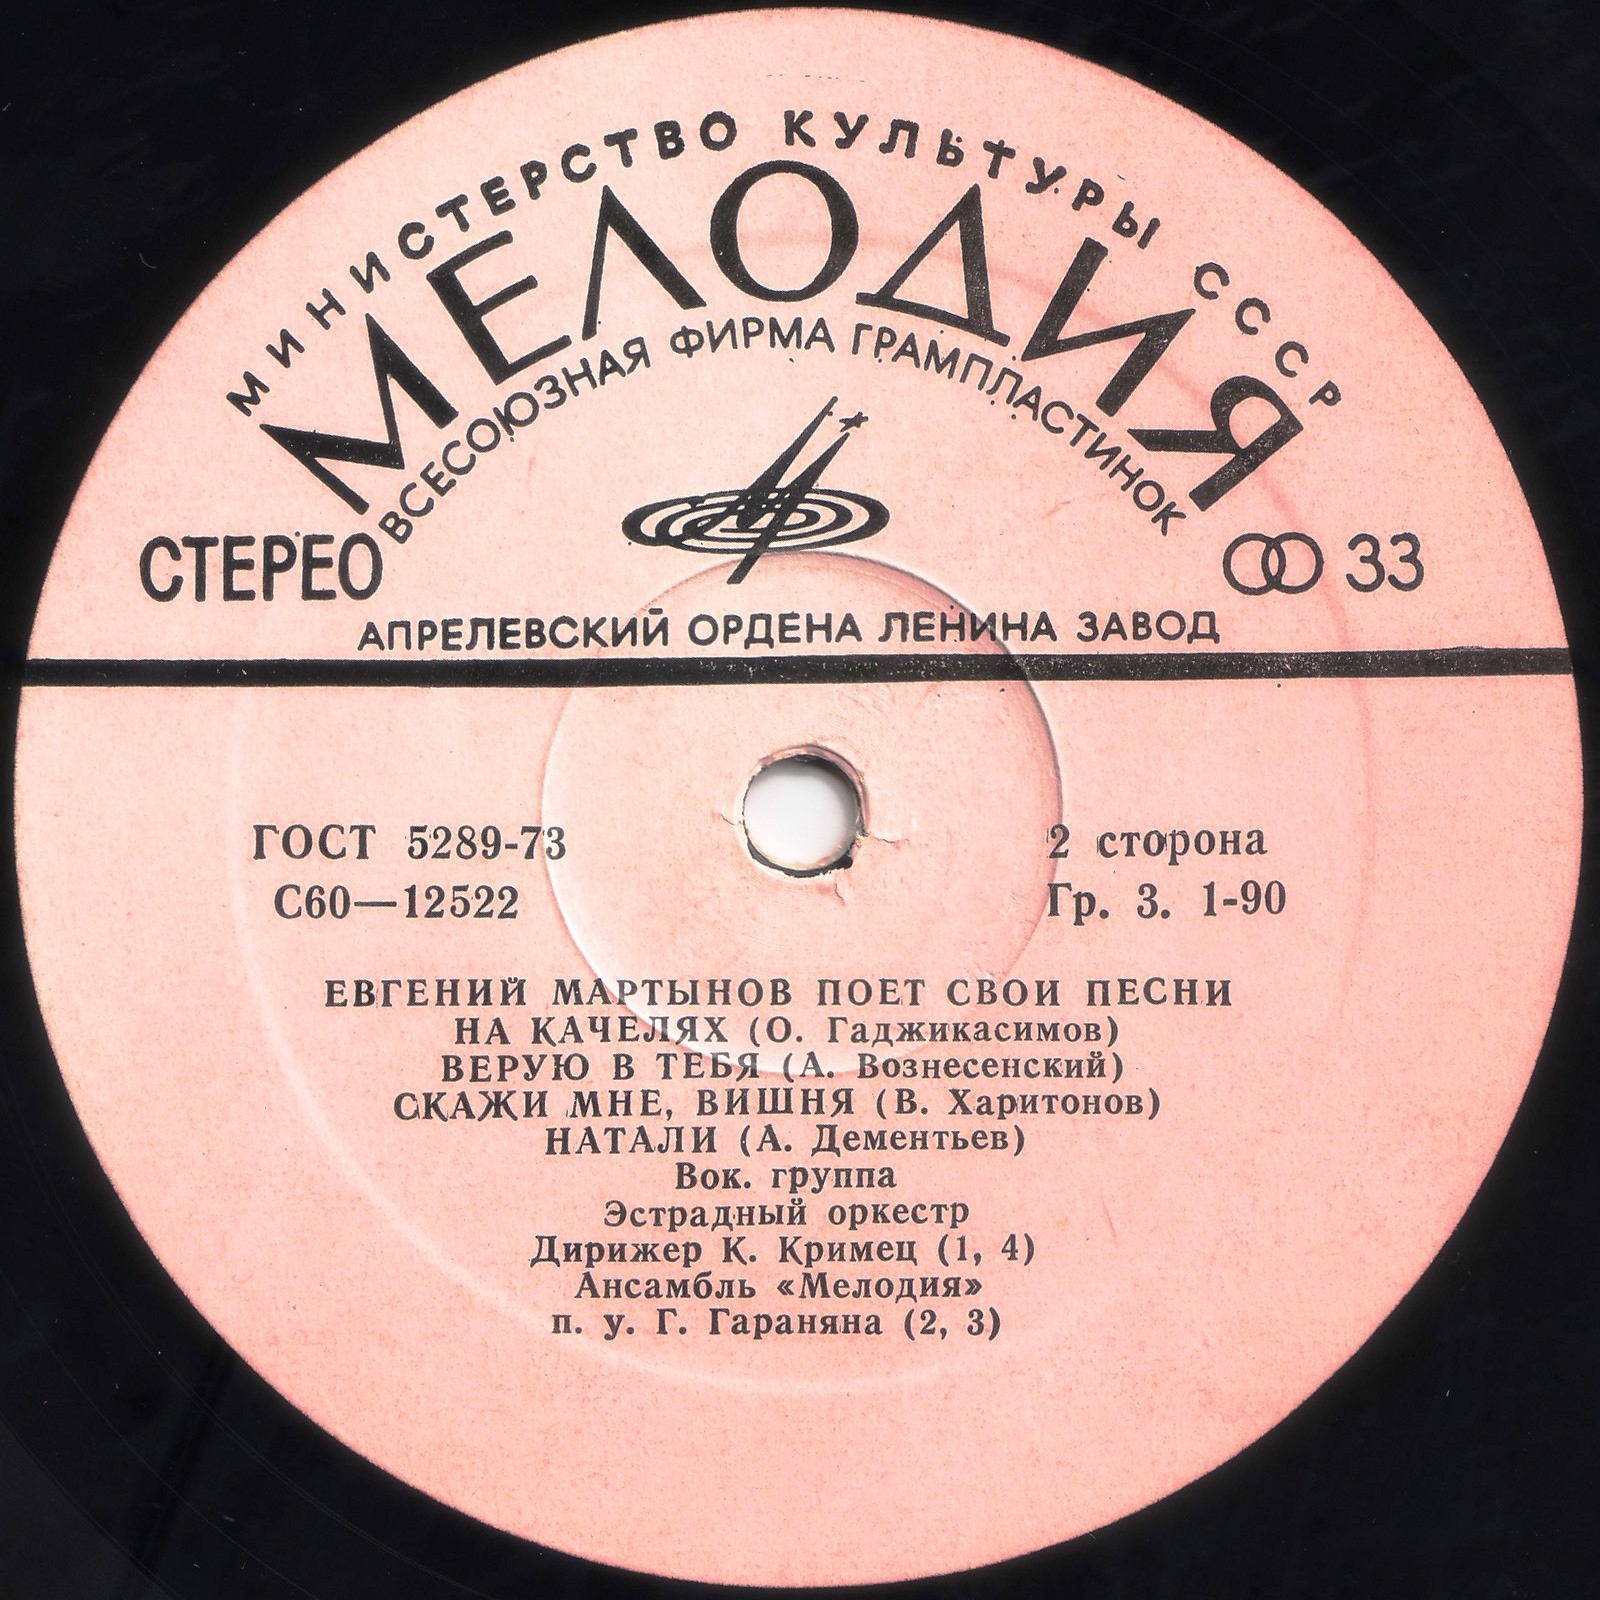 МИНИСТЕРСТВО КУЛЬТУРЫ СССР
МЕЛОДИЯ
ВСЕСОЮЗНАЯ ФИРМА ГРАМПЛАСТИНОК
СТЕРЕО
33
АПРЕЛЕВСКИЙ ОРДЕНА ЛЕНИНА ЗАВОД
ГОСТ 5289-73
2 сторона
С60—12522
Гр. 3. 1-90
ЕВГЕНИЙ МАРТЫНОВ ПОЕТ СВОИ ПЕСНИ
НА КАЧЕЛЯХ (О. Гаджикасимов)
ВЕРУЮ В ТЕБЯ (А. Вознесенский)
СКАЖИ МНЕ, ВИШНЯ (В. Харитонов)
НАТАЛИ (А. Дементьев)
Вок. группа
Эстрадный оркестр
Дирижер К. Кримец (1, 4)
Ансамбль «Мелодия»
п. у. Г. Гараняна (2, 3)